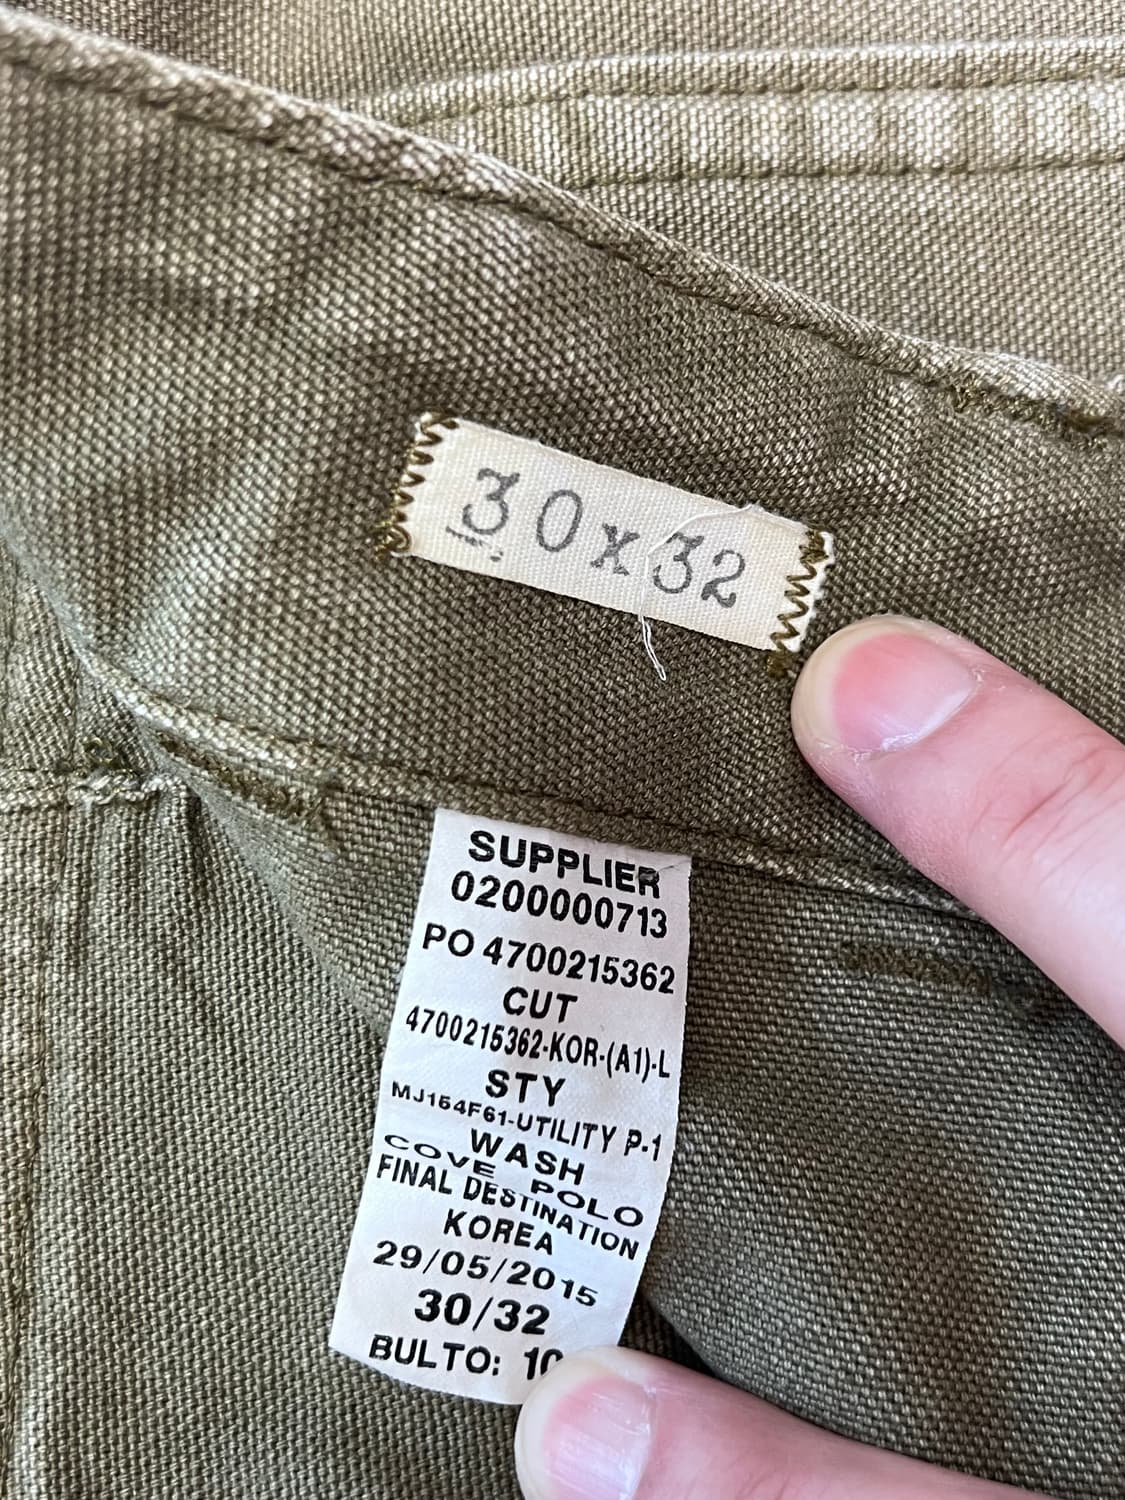 30x32
SUPPLIER
0200000713
PO 4700215362
CUT
4700215362-KOR-(A1)-L
STY
MJ154F61-UTILITY P-1
WASH
COVE POLO
FINAL DESTINATION
KOREA
29/05/2015
30/32
BULTO: